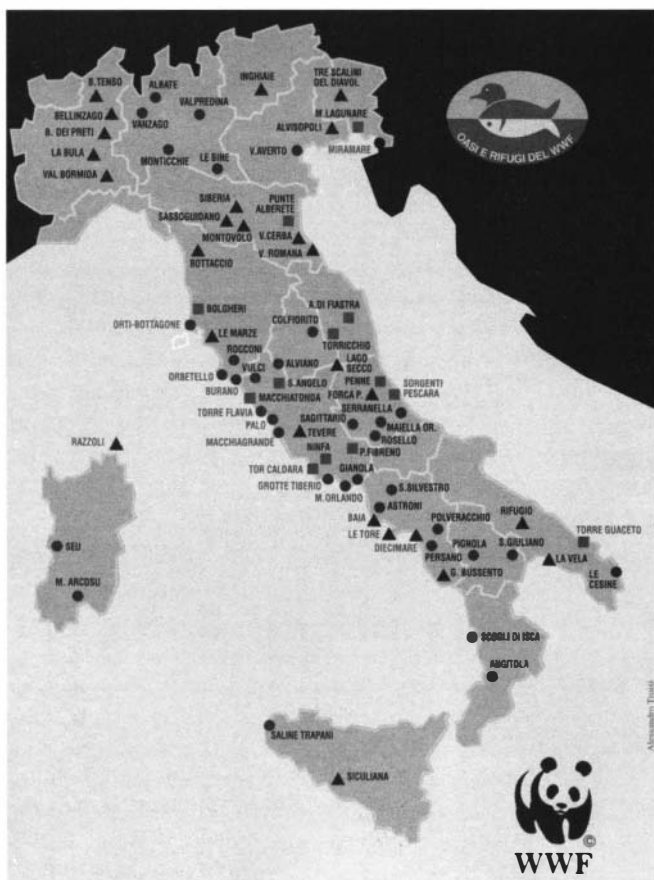 B.TENSO
ALBATE
INGHIAIE
TRE SCALINI
DEL DIAVOL.
BELLINZAGO
VALPREDINA
M.LAGUNARE
VANZAGO
B. DEI PRETI
ALVISOPOLI
LA BULA
MONTICCHIE
LE BINE
V.AVERTO
MIRAMARE
VAL BORMIDA
OASI E RIFUGI DEL WWF
SIBERIA
PUNTE
ALBERETE
SASSOGUIDANO
MONTOVOLO
V.CERBA
BOTTACCIO
V. ROMANA
BOLGHERI
A.DI FIASTRA
ORTI-BOTTAGONE
COLFIORITO
LE MARZE
TORRICCHIO
ROCCONI
ALVIANO
LAGO
SECCO
VULCI
ORBETELLO
S.ANGELO
PENNE
SORGENTI
PESCARA
BURANO
MACCHIATONDA
FORCA P.
TORRE FLAVIA
SERRANELLA
SAGITTARIO
PALO
MAIELLA OR.
MACCHIAGRANDE
TEVERE
ROSELLO
RAZZOLI
NINFA
P.FIBRENO
TOR CALDARA
GIANOLA
GROTTE TIBERIO
S.SILVESTRO
M. ORLANDO
ASTRONI
BAIA
RIFUGIO
POLVERACCHIO
LE TORE
TORRE GUACETO
DIECIMARE
SEU
PIGNOLA
S.GIULIANO
PERSANO
LA VELA
G. BUSSENTO
LE
CESINE
M. ARCOSU
SCOGLI DI ISCA
ANGITOLA
Alessandro Troisi
SALINE TRAPANI
SICULIANA
©
WWF